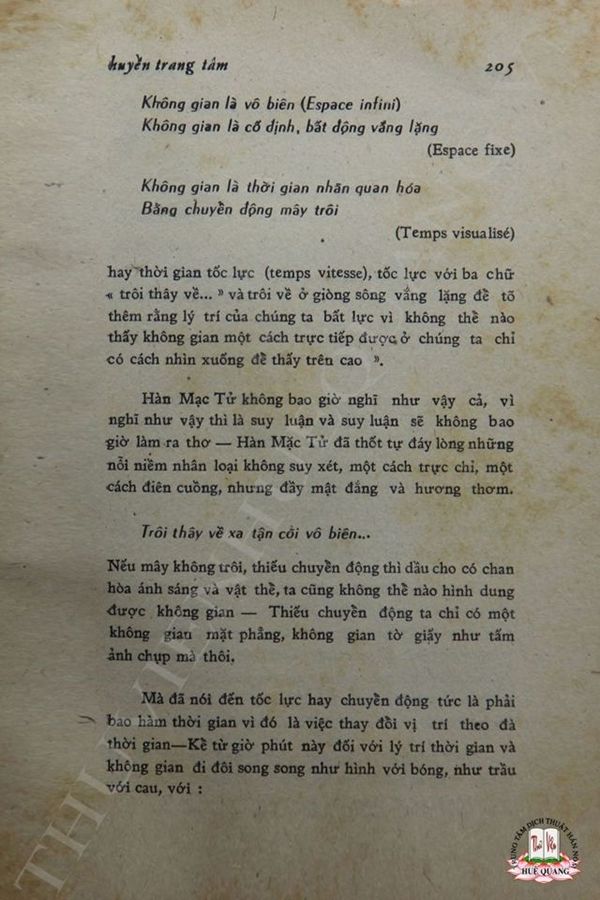 huyền trang tâm 205
Không gian là vô biên (Espace infini)
Không gian là cố định, bất động vắng lặng
(Espace fixe)
Không gian là thời gian nhãn quan hóa
Bằng chuyển động mây trôi
(Temps visualisé)
hay thời gian tốc lực (temps vitesse), tốc lực với ba chữ
« trôi thây về... » và trôi về ở giòng sông vắng lặng để tõ
thêm rằng lý trí của chúng ta bất lực vì không thể nào
thấy không gian một cách trực tiếp được ở chúng ta chỉ
có cách nhìn xuống để thấy trên cao ».
Hàn Mạc Tử không bao giờ nghĩ như vậy cả, vì
nghĩ như vậy thì là suy luận và suy luận sẽ không bao
giờ làm ra thơ — Hàn Mặc Tử đã thốt tự đáy lòng những
nỗi niềm nhân loại không suy xét, một cách trực chỉ, một
cách điên cuồng, nhưng đầy mật đắng và hương thơm.
Trôi thây về xa tận cõi vô biên...
Nếu mây không trôi, thiếu chuyển động thì dầu cho có chan
hòa ánh sáng và vật thể, ta cũng không thể nào hình dung
được không gian — Thiếu chuyển động ta chỉ có một
không gian mặt phẳng, không gian tờ giấy như tấm
ảnh chụp mà thôi.
Mà đã nói đến tốc lực hay chuyển động tức là phải
bao hàm thời gian vì đó là việc thay đổi vị trí theo đà
thời gian—Kể từ giờ phút này đối với lý trí thời gian và
không gian đi đôi song song như hình với bóng, như trầu
với cau, với :
TRUNG TÂM DỊCH THUẬT HÁN NÔM
HUỆ QUANG